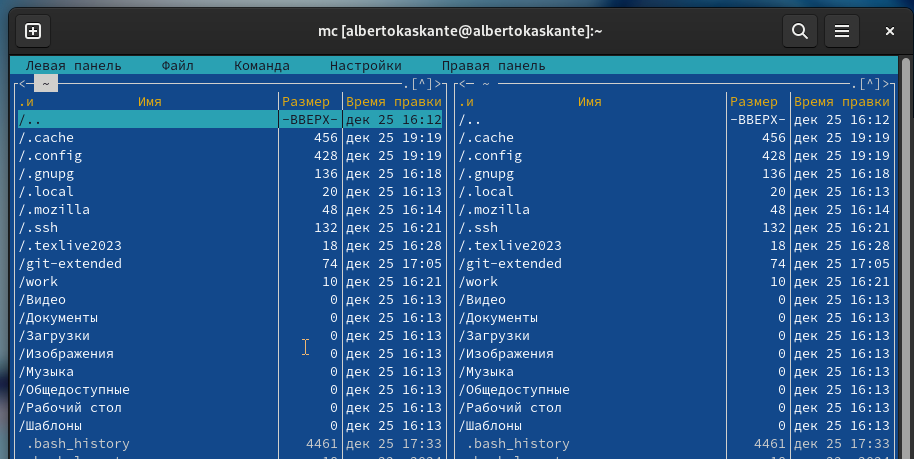 mc [albertokaskante@albertokaskante]:~
Левая панель Файл Команда Настройки Правая панель
<─ ~ .[^]> <─ ~ .[^]>
.и Имя Размер Время правки .и Имя Размер Время правки
/.. -ВВЕРХ- дек 25 16:12 /.. -ВВЕРХ- дек 25 16:12
/.cache 456 дек 25 19:19 /.cache 456 дек 25 19:19
/.config 428 дек 25 19:19 /.config 428 дек 25 19:19
/.gnupg 136 дек 25 16:18 /.gnupg 136 дек 25 16:18
/.local 20 дек 25 16:13 /.local 20 дек 25 16:13
/.mozilla 48 дек 25 16:14 /.mozilla 48 дек 25 16:14
/.ssh 132 дек 25 16:21 /.ssh 132 дек 25 16:21
/.texlive2023 18 дек 25 16:28 /.texlive2023 18 дек 25 16:28
/git-extended 74 дек 25 17:05 /git-extended 74 дек 25 17:05
/work 10 дек 25 16:21 /work 10 дек 25 16:21
/Видео 0 дек 25 16:13 /Видео 0 дек 25 16:13
/Документы 0 дек 25 16:13 /Документы 0 дек 25 16:13
/Загрузки 0 дек 25 16:13 /Загрузки 0 дек 25 16:13
/Изображения 0 дек 25 16:13 /Изображения 0 дек 25 16:13
/Музыка 0 дек 25 16:13 /Музыка 0 дек 25 16:13
/Общедоступные 0 дек 25 16:13 /Общедоступные 0 дек 25 16:13
/Рабочий стол 0 дек 25 16:13 /Рабочий стол 0 дек 25 16:13
/Шаблоны 0 дек 25 16:13 /Шаблоны 0 дек 25 16:13
.bash_history 4461 дек 25 17:33 .bash_history 4461 дек 25 17:33